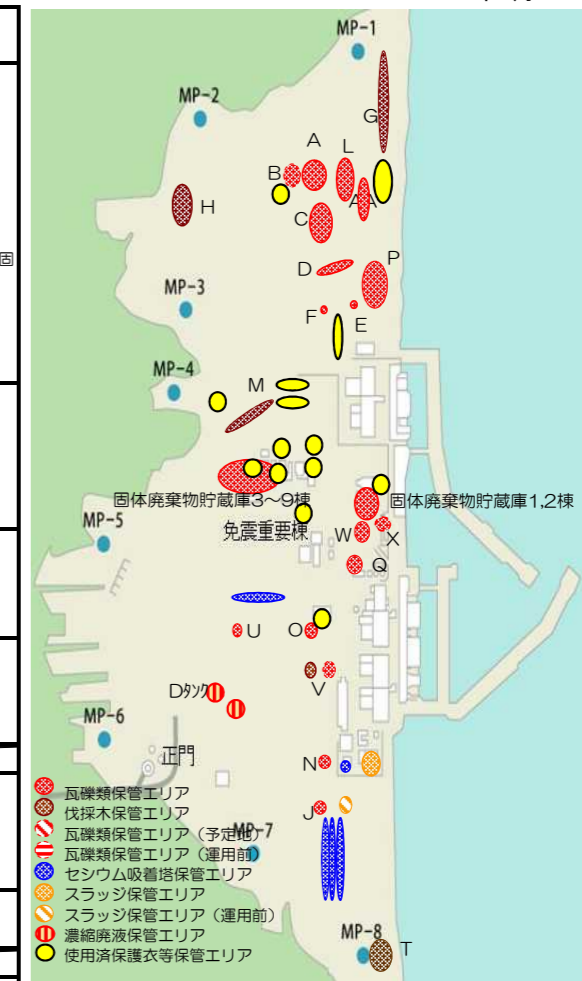 MP-1
MP-2
G
A
L
B
AA
H
C
D
P
固
MP-3
F
E
MP-4
M
固体廃棄物貯蔵庫3~9棟
固体廃棄物貯蔵庫1,2棟
MP-5
免震重要棟
W
X
Q
U
O
Dタンク
V
MP-6
正門
N
瓦礫類保管エリア
伐採木保管エリア
J
瓦礫類保管エリア(予定地)
MP-7
瓦礫類保管エリア(運用前)
セシウム吸着塔保管エリア
スラッジ保管エリア
スラッジ保管エリア(運用前)
濃縮廃液保管エリア
使用済保護衣等保管エリア
MP-8
T